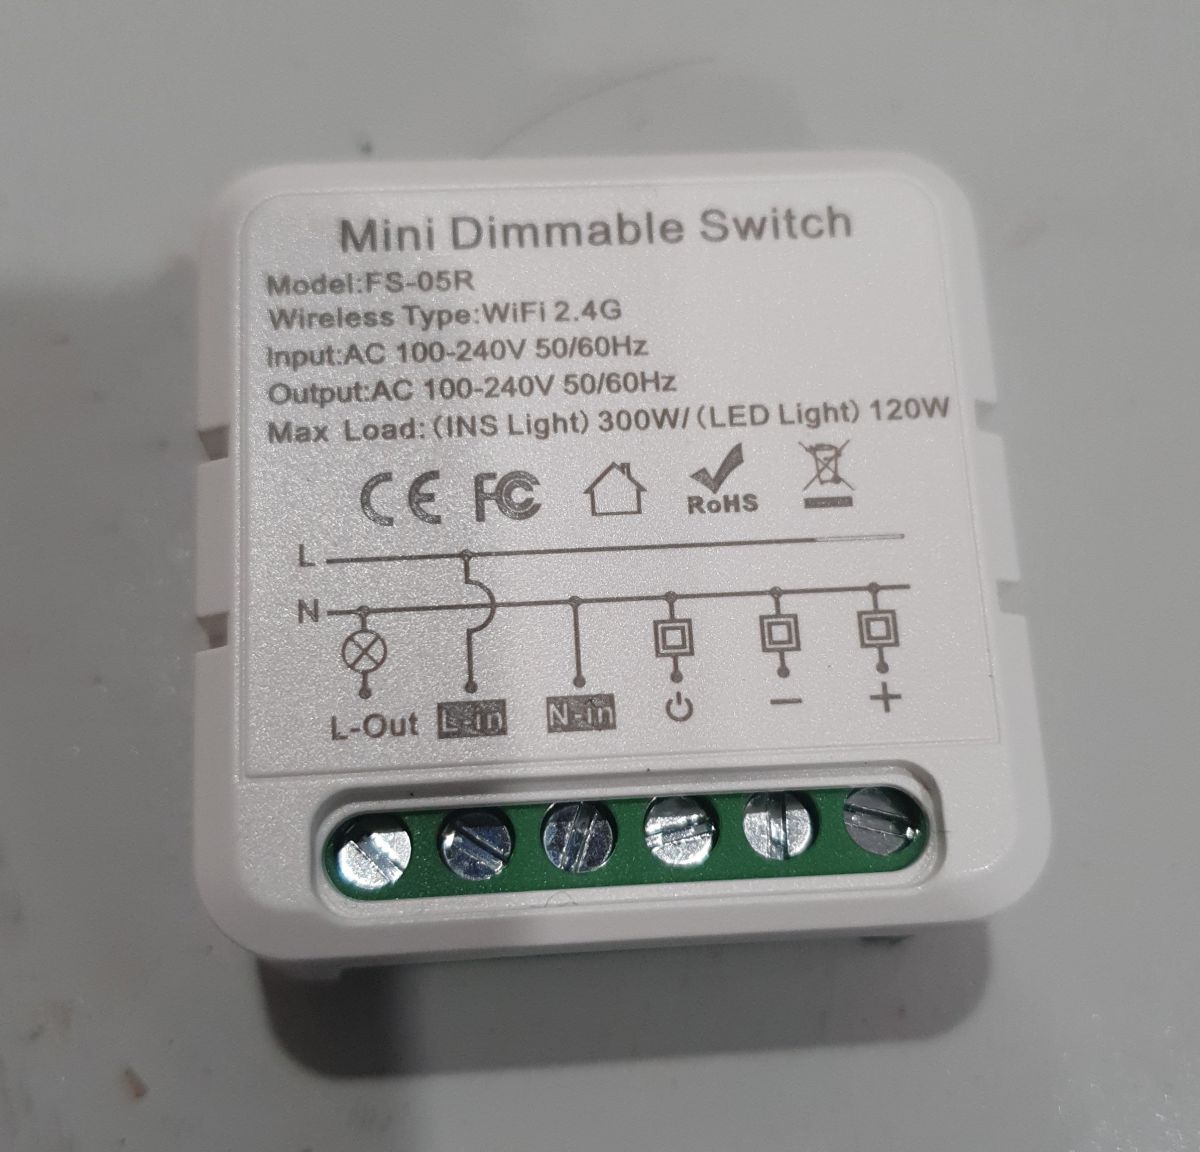 Mini Dimmable Switch
Model:FS-05R
Wireless Type:WiFi 2.4G
Input:AC 100-240V 50/60Hz
Output:AC 100-240V 50/60Hz
Max Load:(INS Light) 300W/(LED Light) 120W
CE FC RoHS
L
N
L-Out L-in N-in − +